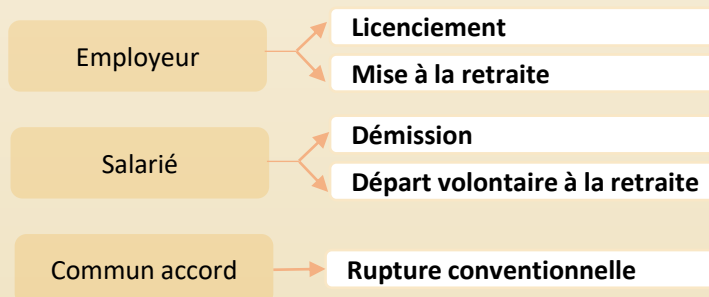 Employeur
Licenciement
Mise à la retraite
Salarié
Démission
Départ volontaire à la retraite
Commun accord
Rupture conventionnelle